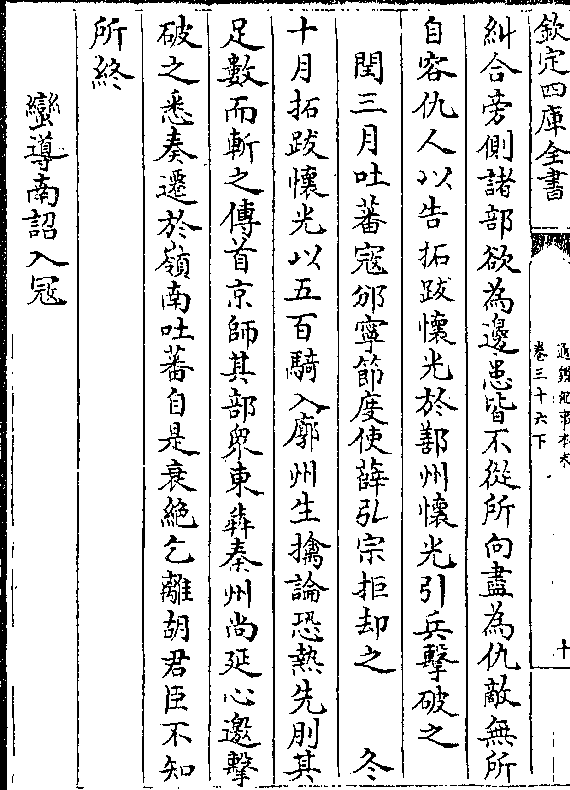 欽定四庫全書
通鑑紀事本末
卷三十六下
十
糾合旁側諸部欲為邊患皆不從所向盡為仇敵無所
自容仇人以告拓跋懷光於鄯州懷光引兵擊破之
閏三月吐蕃寇邠寧節度使薛弘宗拒却之 冬
十月拓跋懷光以五百騎入廓州生擒論恐熱先刖其
足數而斬之傳首京師其部衆東犇秦州尚延心邀擊
破之悉奏遷於嶺南吐蕃自是衰絶乞離胡君臣不知
所終
蠻導南詔入冦